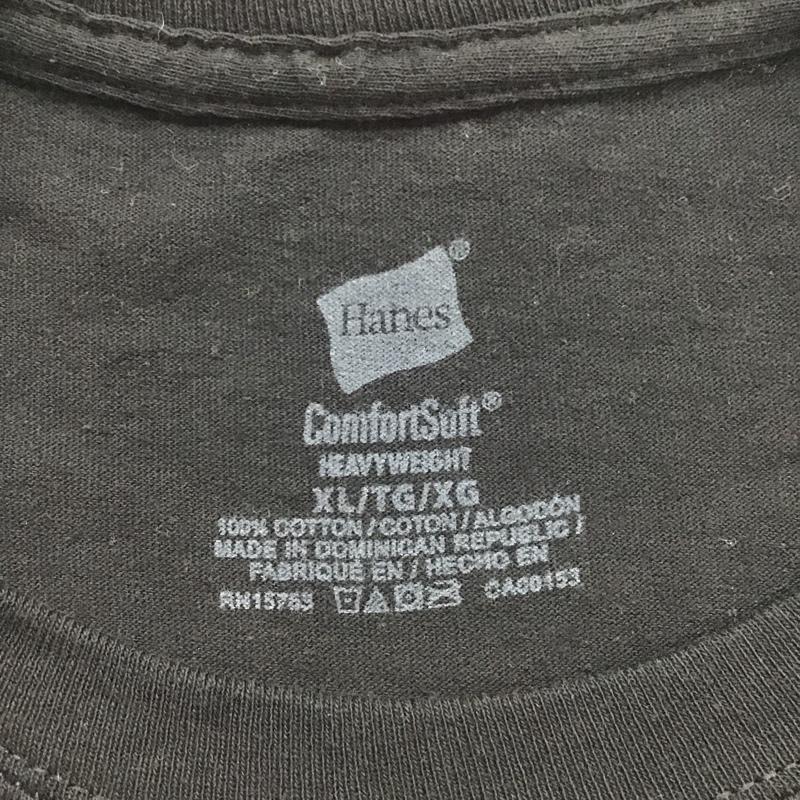 Hanes®
ComfortSoft®
HEAVYWEIGHT
XL/TG/XG
100% COTTON/COTON/ALGODÓN
MADE IN DOMINICAN REPUBLIC/
FABRIQUÉ EN / HECHO EN
RN15763 CA00153